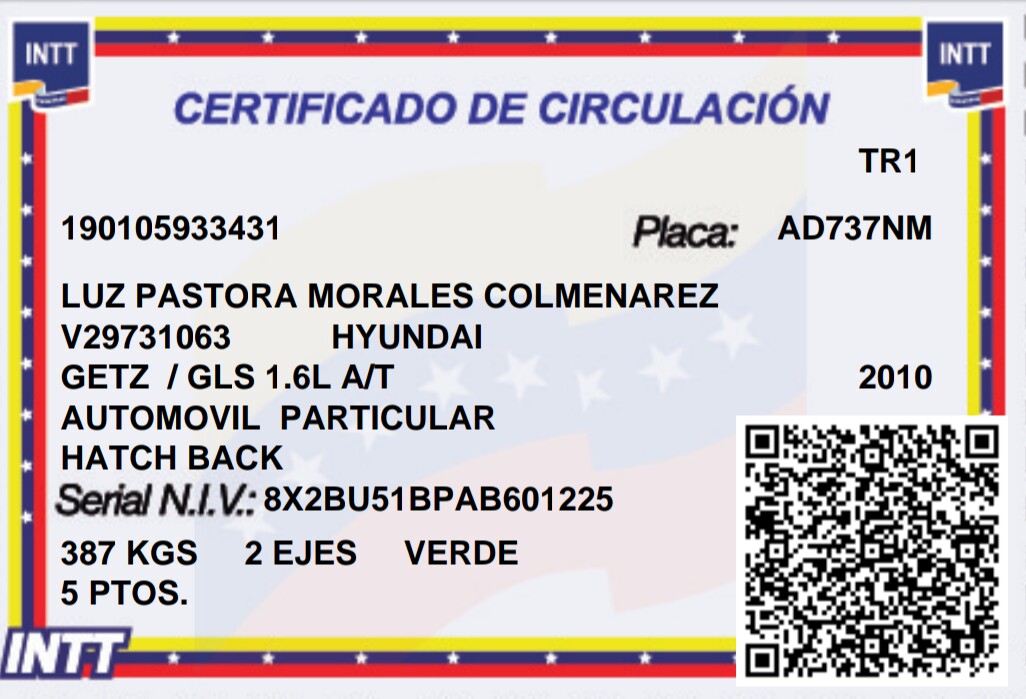 INTT INTT
CERTIFICADO DE CIRCULACIÓN
TR1
190105933431 Placa: AD737NM
LUZ PASTORA MORALES COLMENAREZ
V29731063 HYUNDAI
GETZ / GLS 1.6L A/T 2010
AUTOMOVIL PARTICULAR
HATCH BACK
Serial N.I.V.: 8X2BU51BPAB601225
387 KGS 2 EJES VERDE
5 PTOS.
INTT